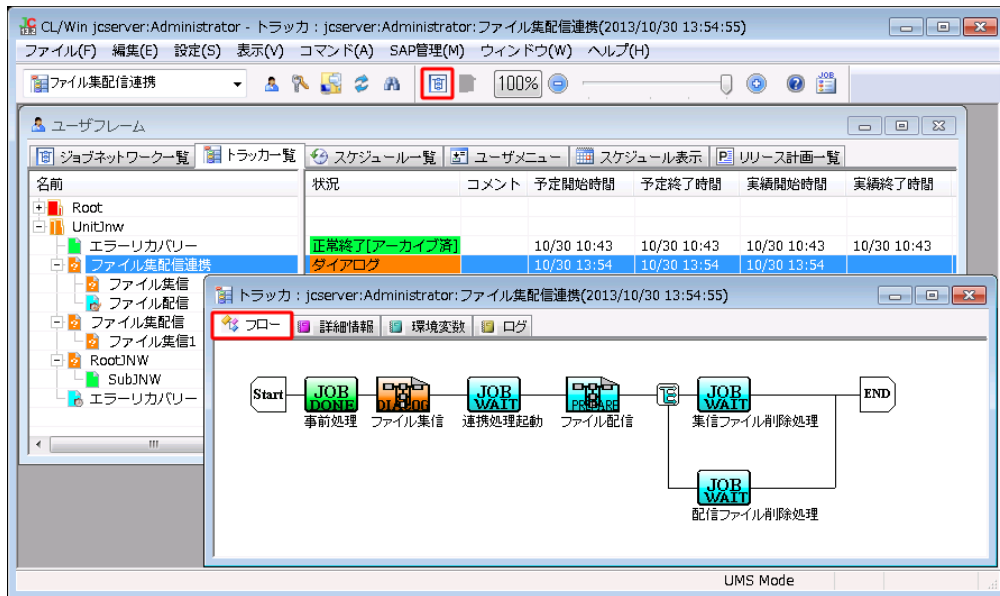 CL/Win jcserver:Administrator - トラッカ : jcserver:Administrator:ファイル集配信連携(2013/10/30 13:54:55)
ファイル(F) 編集(E) 設定(S) 表示(V) コマンド(A) SAP管理(M) ウィンドウ(W) ヘルプ(H)
ファイル集配信連携 100% JOB
ユーザフレーム
ジョブネットワーク一覧 トラッカー一覧 スケジュール一覧 ユーザメニュー スケジュール表示 リリース計画一覧
名前 状況 コメント 予定開始時間 予定終了時間 実績開始時間 実績終了時間
Root
UnitJnw
エラーリカバリー 正常終了[アーカイブ済] 10/30 10:43 10/30 10:43 10/30 10:43 10/30 10:43
ファイル集配信連携 ダイアログ 10/30 13:54 10/30 13:54 10/30 13:54
ファイル集信
ファイル配信
ファイル集配信
ファイル集信1
RootJNW
SubJNW
エラーリカバリー
トラッカ : jcserver:Administrator:ファイル集配信連携(2013/10/30 13:54:55)
フロー 詳細情報 環境変数 ログ
Start
JOB DONE
事前処理
DIALOG
ファイル集信
JOB WAIT
連携処理起動
PREPARE
ファイル配信
JOB WAIT
集信ファイル削除処理
END
JOB WAIT
配信ファイル削除処理
UMS Mode